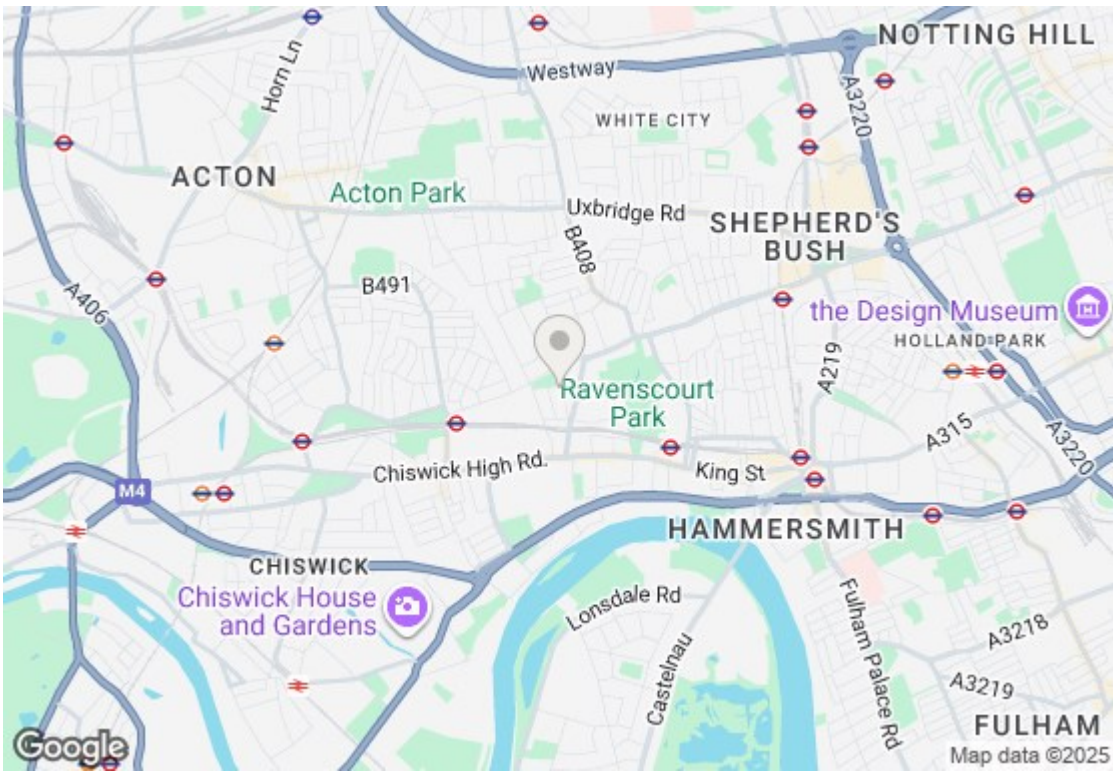 NOTTING HILL
Horn Ln
Westway
A3220
WHITE CITY
ACTON
Acton Park
Uxbridge Rd
SHEPHERD'S
BUSH
B408
B491
A406
the Design Museum
HOLLAND PARK
A219
Ravenscourt
Park
A315
A3220
Chiswick High Rd.
King St
M4
HAMMERSMITH
CHISWICK
Chiswick House
and Gardens
Lonsdale Rd
Castelnau
Fulham Palace Rd
A3218
A3219
FULHAM
Google
Map data ©2025